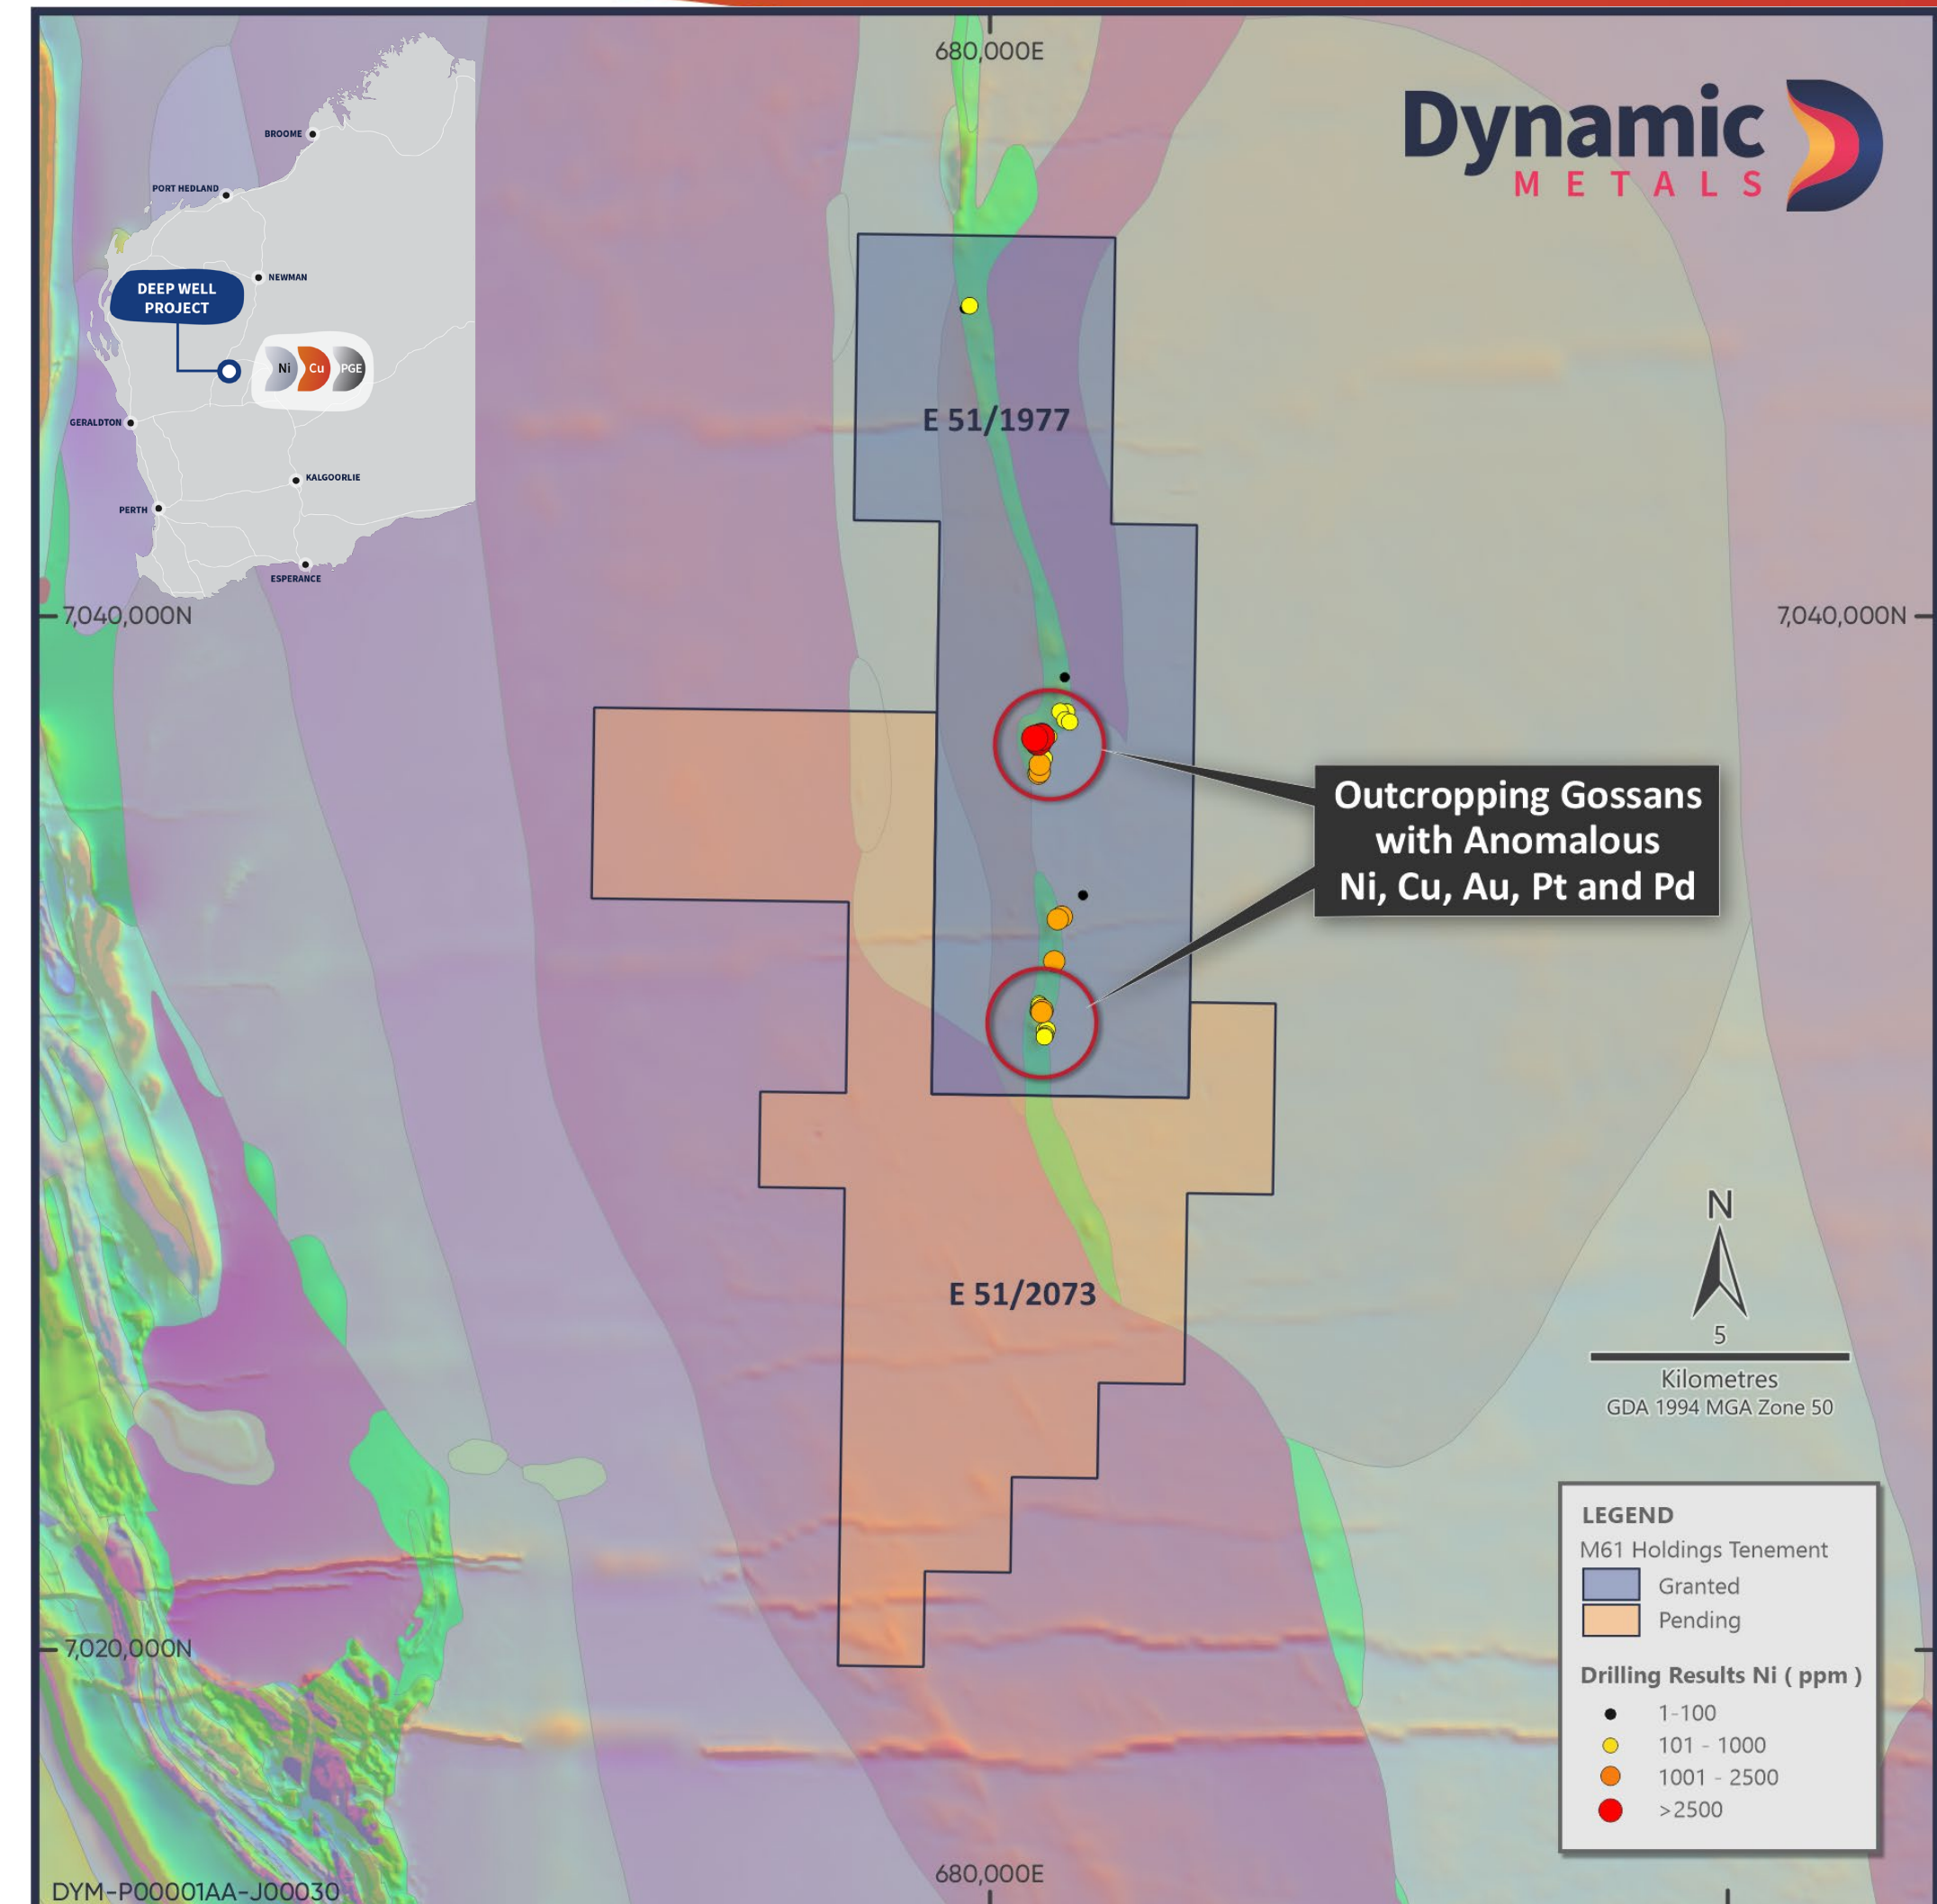 680,000E
Dynamic
METALS
BROOME
PORT HEDLAND
NEWMAN
DEEP WELL
PROJECT
Ni Cu PGE
GERALDTON
KALGOORLIE
PERTH
ESPERANCE
E 51/1977
7,040,000N
7,040,000N
Outcropping Gossans
with Anomalous
Ni, Cu, Au, Pt and Pd
E 51/2073
N
5
Kilometres
GDA 1994 MGA Zone 50
7,020,000N
LEGEND
M61 Holdings Tenement
Granted
Pending
Drilling Results Ni ( ppm )
1-100
101 - 1000
1001 - 2500
>2500
680,000E
DYM-P00001AA-J00030